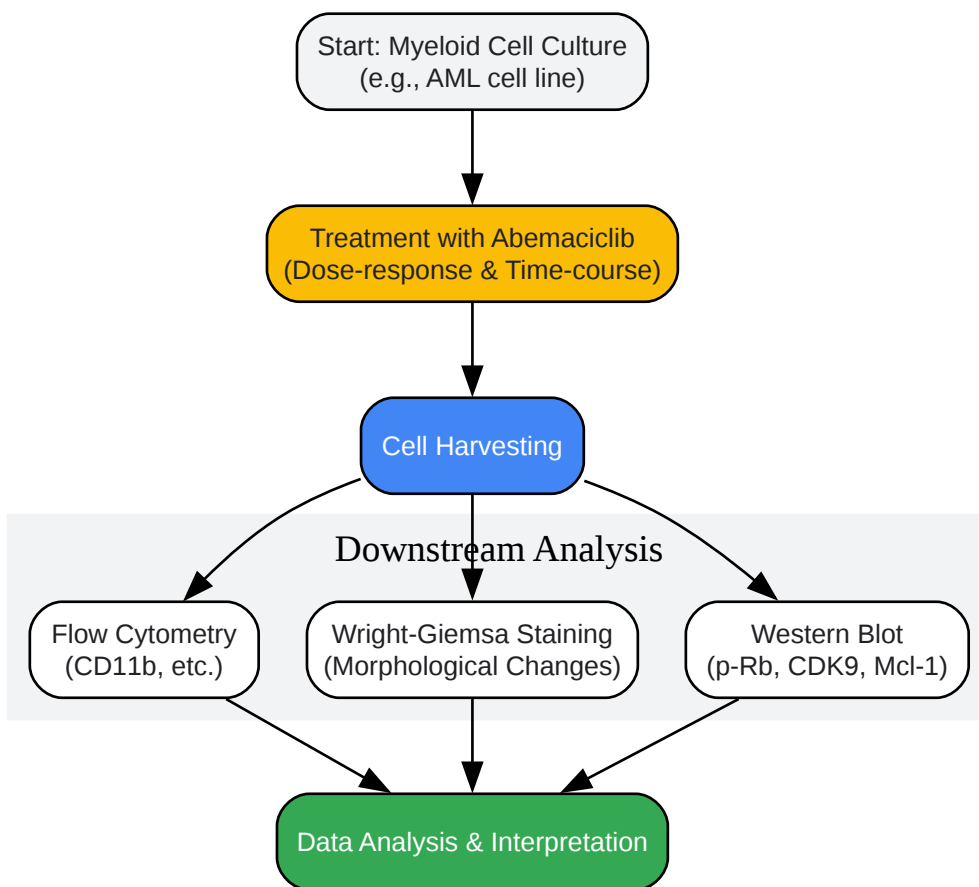 Start: Myeloid Cell Culture
(e.g., AML cell line)
Treatment with Abemaciclib
(Dose-response & Time-course)
Cell Harvesting
Downstream Analysis
Flow Cytometry
(CD11b, etc.)
Wright-Giemsa Staining
(Morphological Changes)
Western Blot
(p-Rb, CDK9, Mcl-1)
Data Analysis & Interpretation